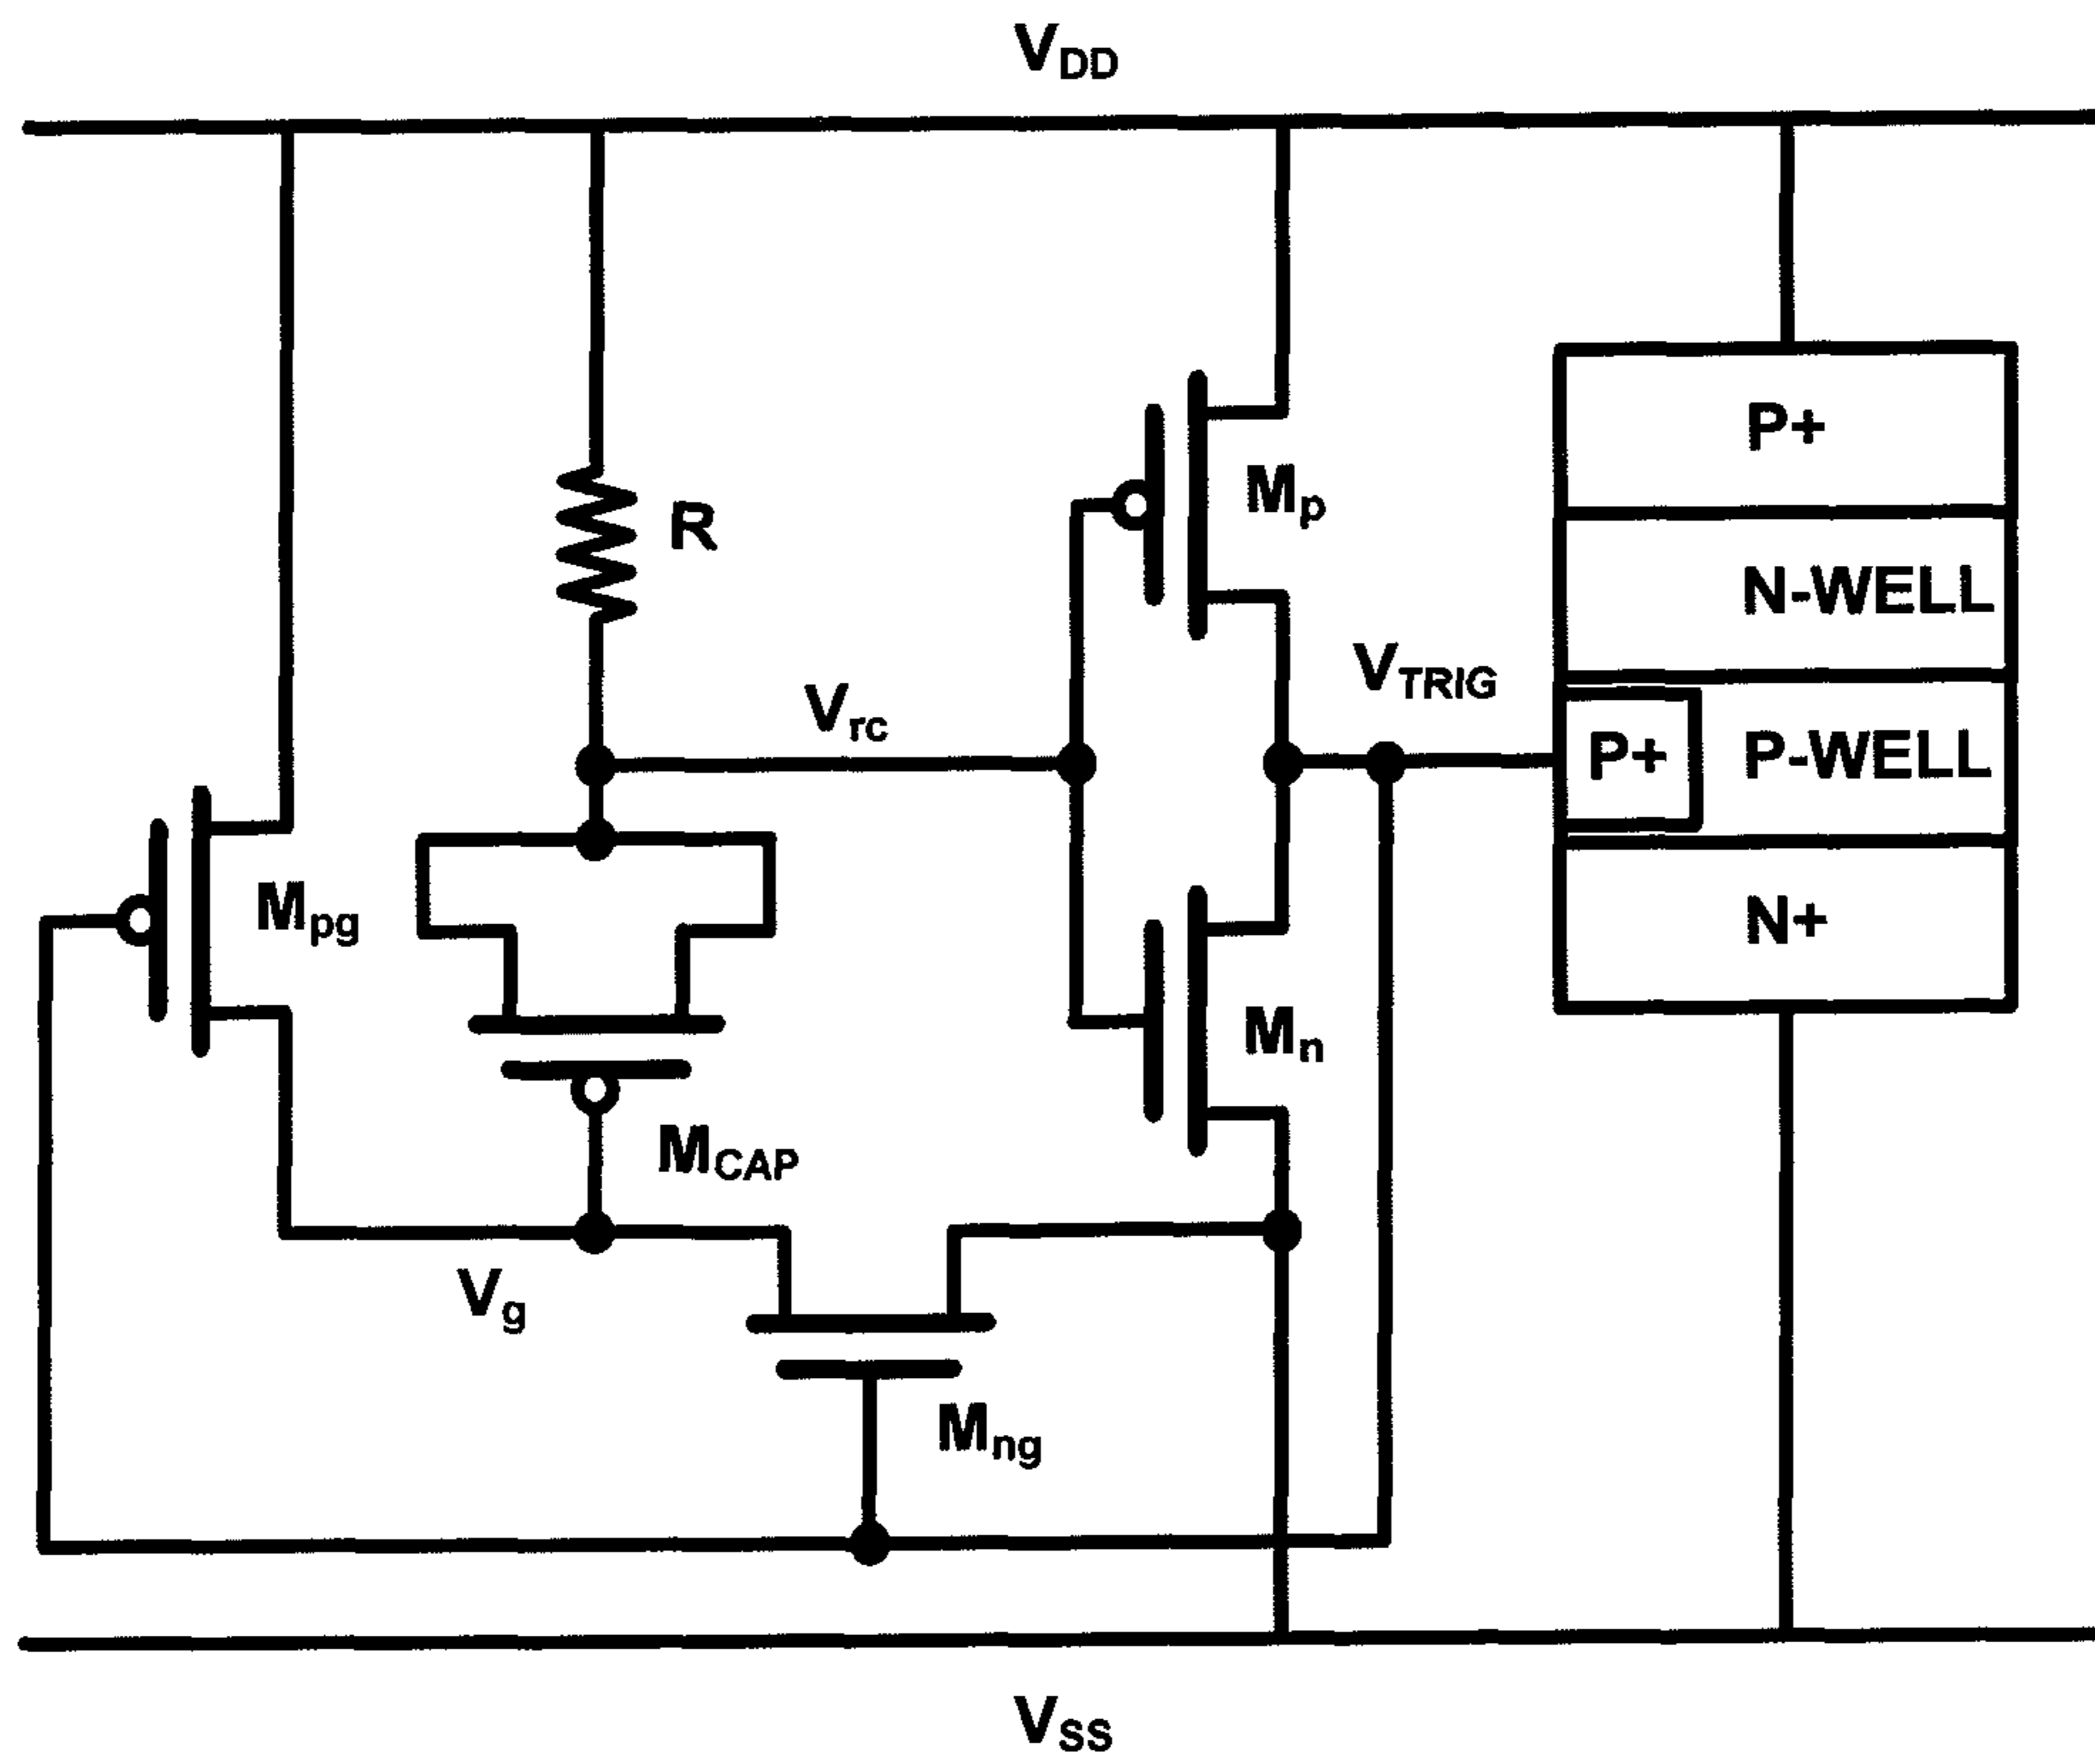 VDD
P+
Mp
R
N-WELL
VTRIG
Vrc
P+
P-WELL
Mpg
N+
Mn
MCAP
Vg
Mng
VSS